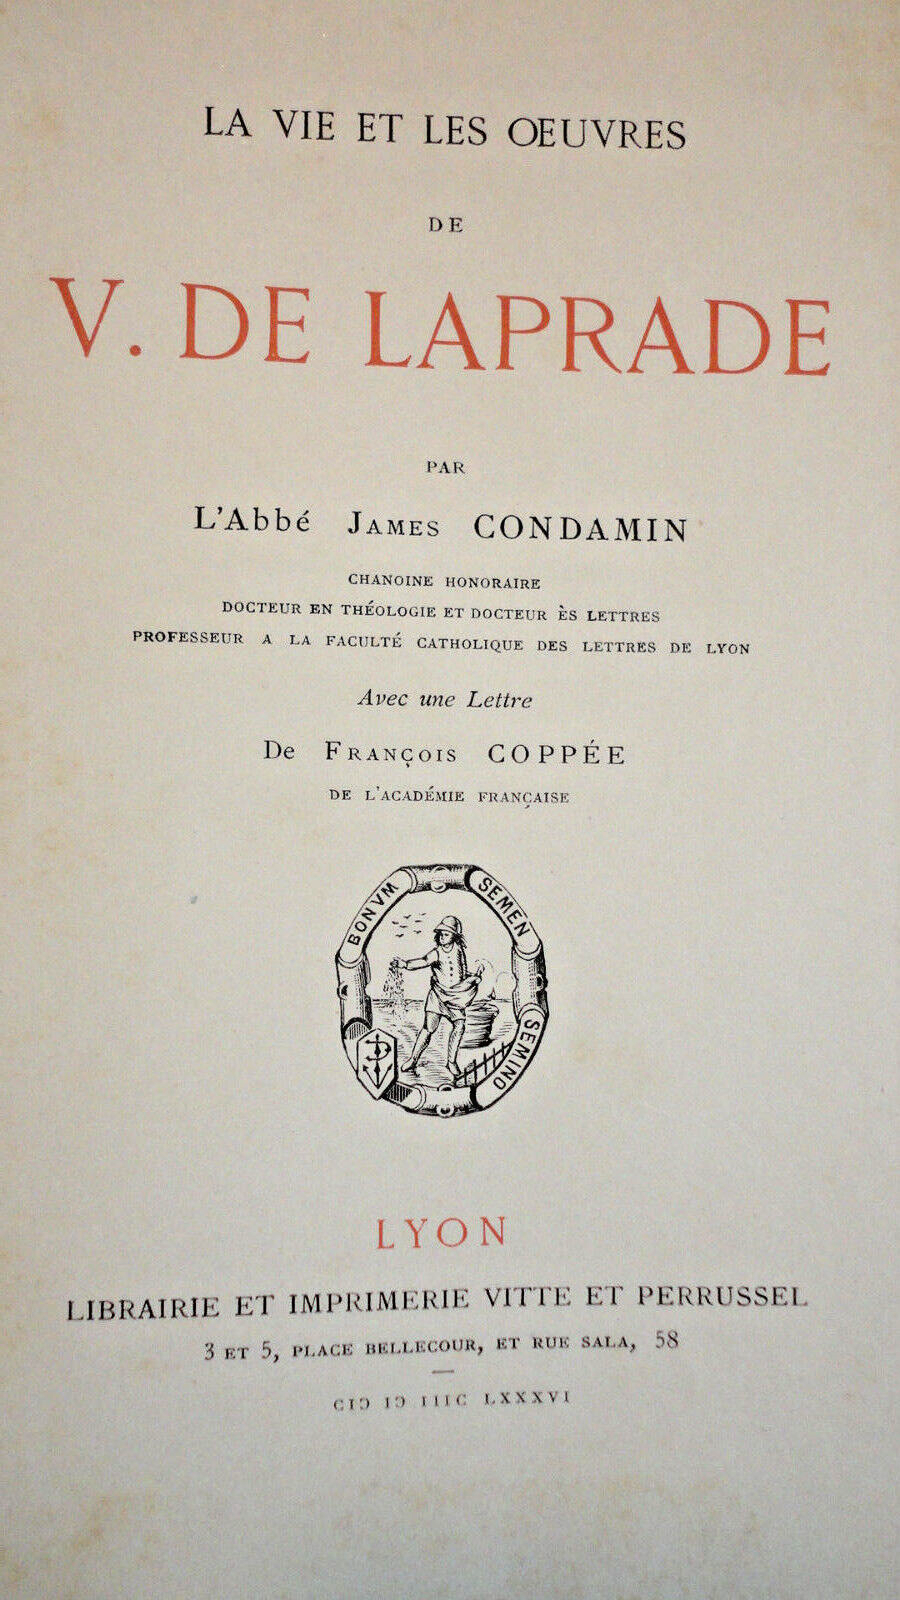 LA VIE ET LES OEUVRES
DE
V. DE LAPRADE
PAR
L'Abbé JAMES CONDAMIN
CHANOINE HONORAIRE
DOCTEUR EN THÉOLOGIE ET DOCTEUR ÈS LETTRES
PROFESSEUR A LA FACULTÉ CATHOLIQUE DES LETTRES DE LYON
Avec une Lettre
De FRANÇOIS COPPÉE
DE L'ACADÉMIE FRANÇAISE
BONVM
SEMEN
SEMINO
LYON
LIBRAIRIE ET IMPRIMERIE VITTE ET PERRUSSEL
3 ET 5, PLACE BELLECOUR, ET RUE SALA, 58
CIↃ IↃ IIIC LXXXVI